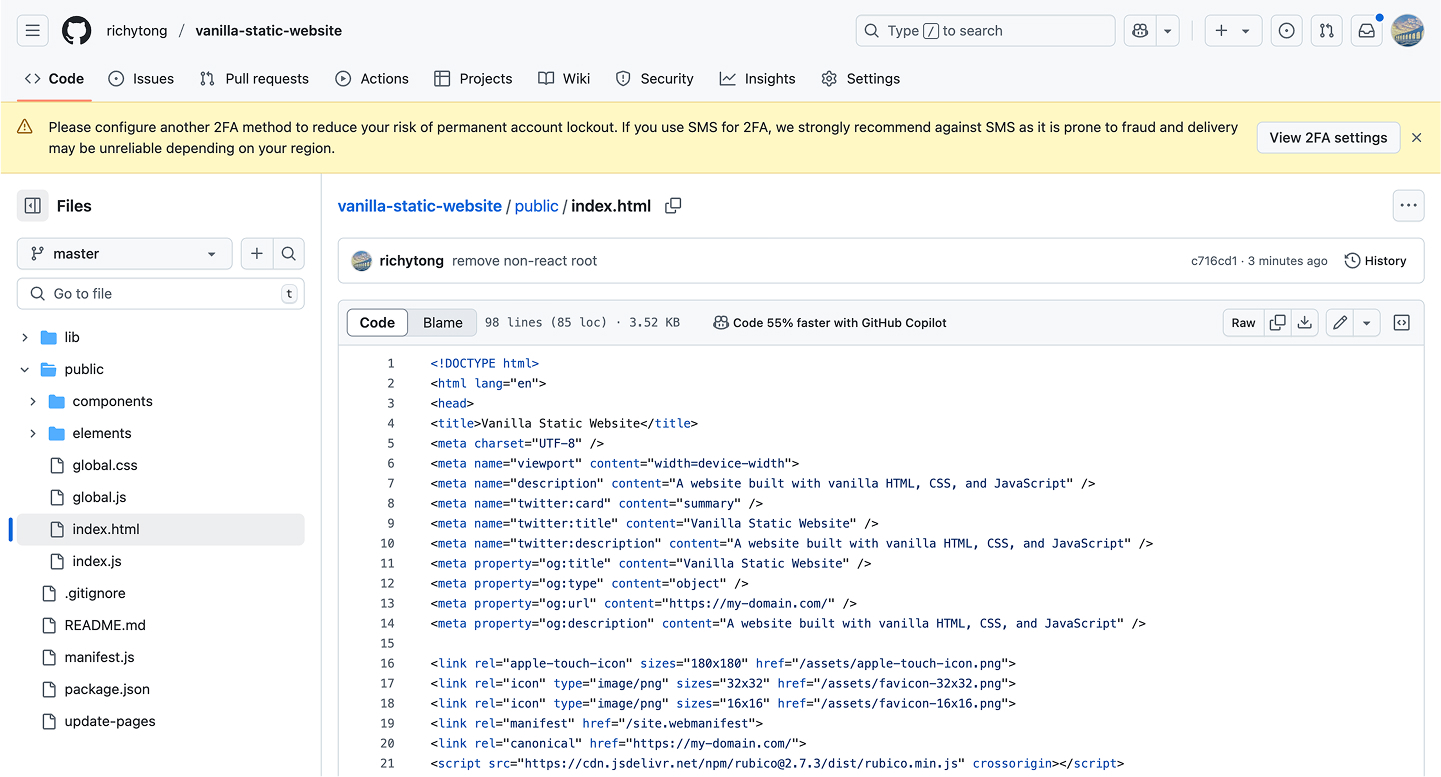 richytong / vanilla-static-website
Type / to search
Code Issues Pull requests Actions Projects Wiki Security Insights Settings
Please configure another 2FA method to reduce your risk of permanent account lockout. If you use SMS for 2FA, we strongly recommend against SMS as it is prone to fraud and delivery
may be unreliable depending on your region.
View 2FA settings
Files
master
Go to file
t
lib
public
components
elements
global.css
global.js
index.html
index.js
.gitignore
README.md
manifest.js
package.json
update-pages
vanilla-static-website / public / index.html
richytong remove non-react root
c716cd1 · 3 minutes ago
History
Code Blame 98 lines (85 loc) · 3.52 KB Code 55% faster with GitHub Copilot
Raw
1 <!DOCTYPE html>
2 <html lang="en">
3 <head>
4 <title>Vanilla Static Website</title>
5 <meta charset="UTF-8" />
6 <meta name="viewport" content="width=device-width">
7 <meta name="description" content="A website built with vanilla HTML, CSS, and JavaScript" />
8 <meta name="twitter:card" content="summary" />
9 <meta name="twitter:title" content="Vanilla Static Website" />
10 <meta name="twitter:description" content="A website built with vanilla HTML, CSS, and JavaScript" />
11 <meta property="og:title" content="Vanilla Static Website" />
12 <meta property="og:type" content="object" />
13 <meta property="og:url" content="https://my-domain.com/" />
14 <meta property="og:description" content="A website built with vanilla HTML, CSS, and JavaScript" />
15
16 <link rel="apple-touch-icon" sizes="180x180" href="/assets/apple-touch-icon.png">
17 <link rel="icon" type="image/png" sizes="32x32" href="/assets/favicon-32x32.png">
18 <link rel="icon" type="image/png" sizes="16x16" href="/assets/favicon-16x16.png">
19 <link rel="manifest" href="/site.webmanifest">
20 <link rel="canonical" href="https://my-domain.com/">
21 <script src="https://cdn.jsdelivr.net/npm/rubico@2.7.3/dist/rubico.min.js" crossorigin></script>